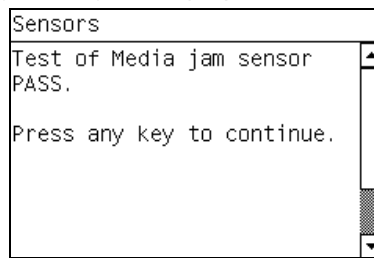 Sensors
Test of Media jam sensor
PASS.
Press any key to continue.